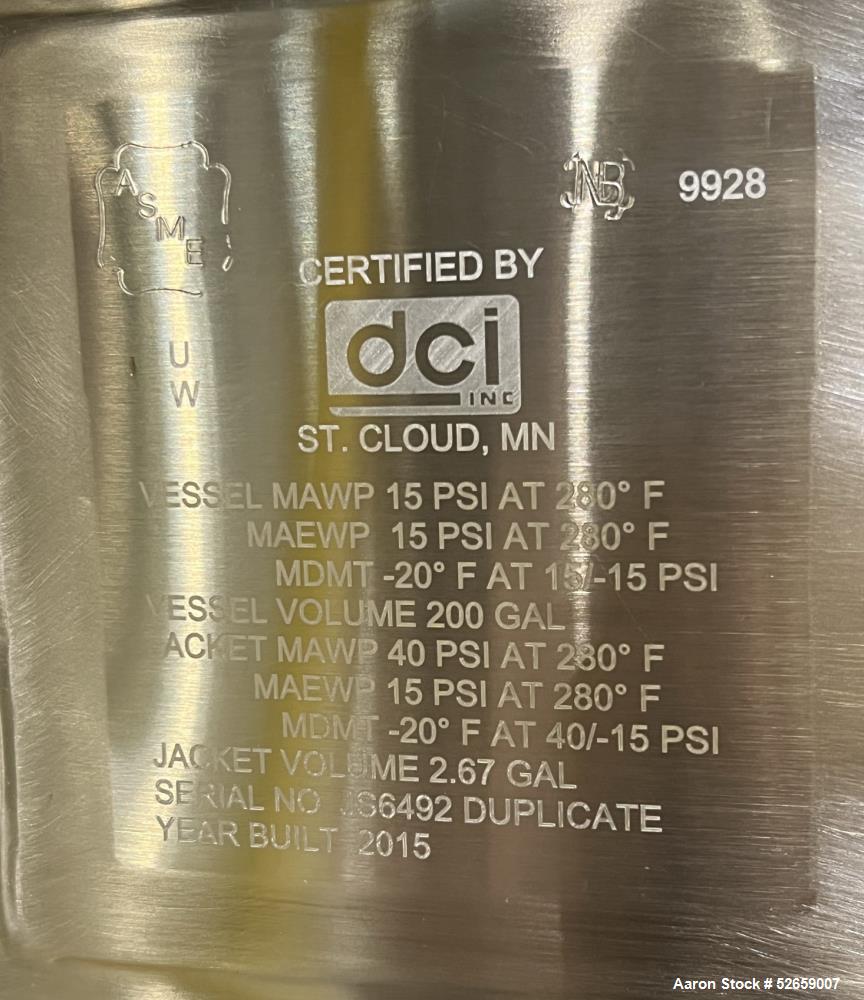 ASME
NB 9928
CERTIFIED BY
dci
INC
ST. CLOUD, MN
U
W
VESSEL MAWP 15 PSI AT 280° F
MAEWP 15 PSI AT 280° F
MDMT -20° F AT 15/-15 PSI
VESSEL VOLUME 200 GAL
JACKET MAWP 40 PSI AT 280° F
MAEWP 15 PSI AT 280° F
MDMT -20° F AT 40/-15 PSI
JACKET VOLUME 2.67 GAL
SERIAL NO JS6492 DUPLICATE
YEAR BUILT 2015
Aaron Stock # 52659007